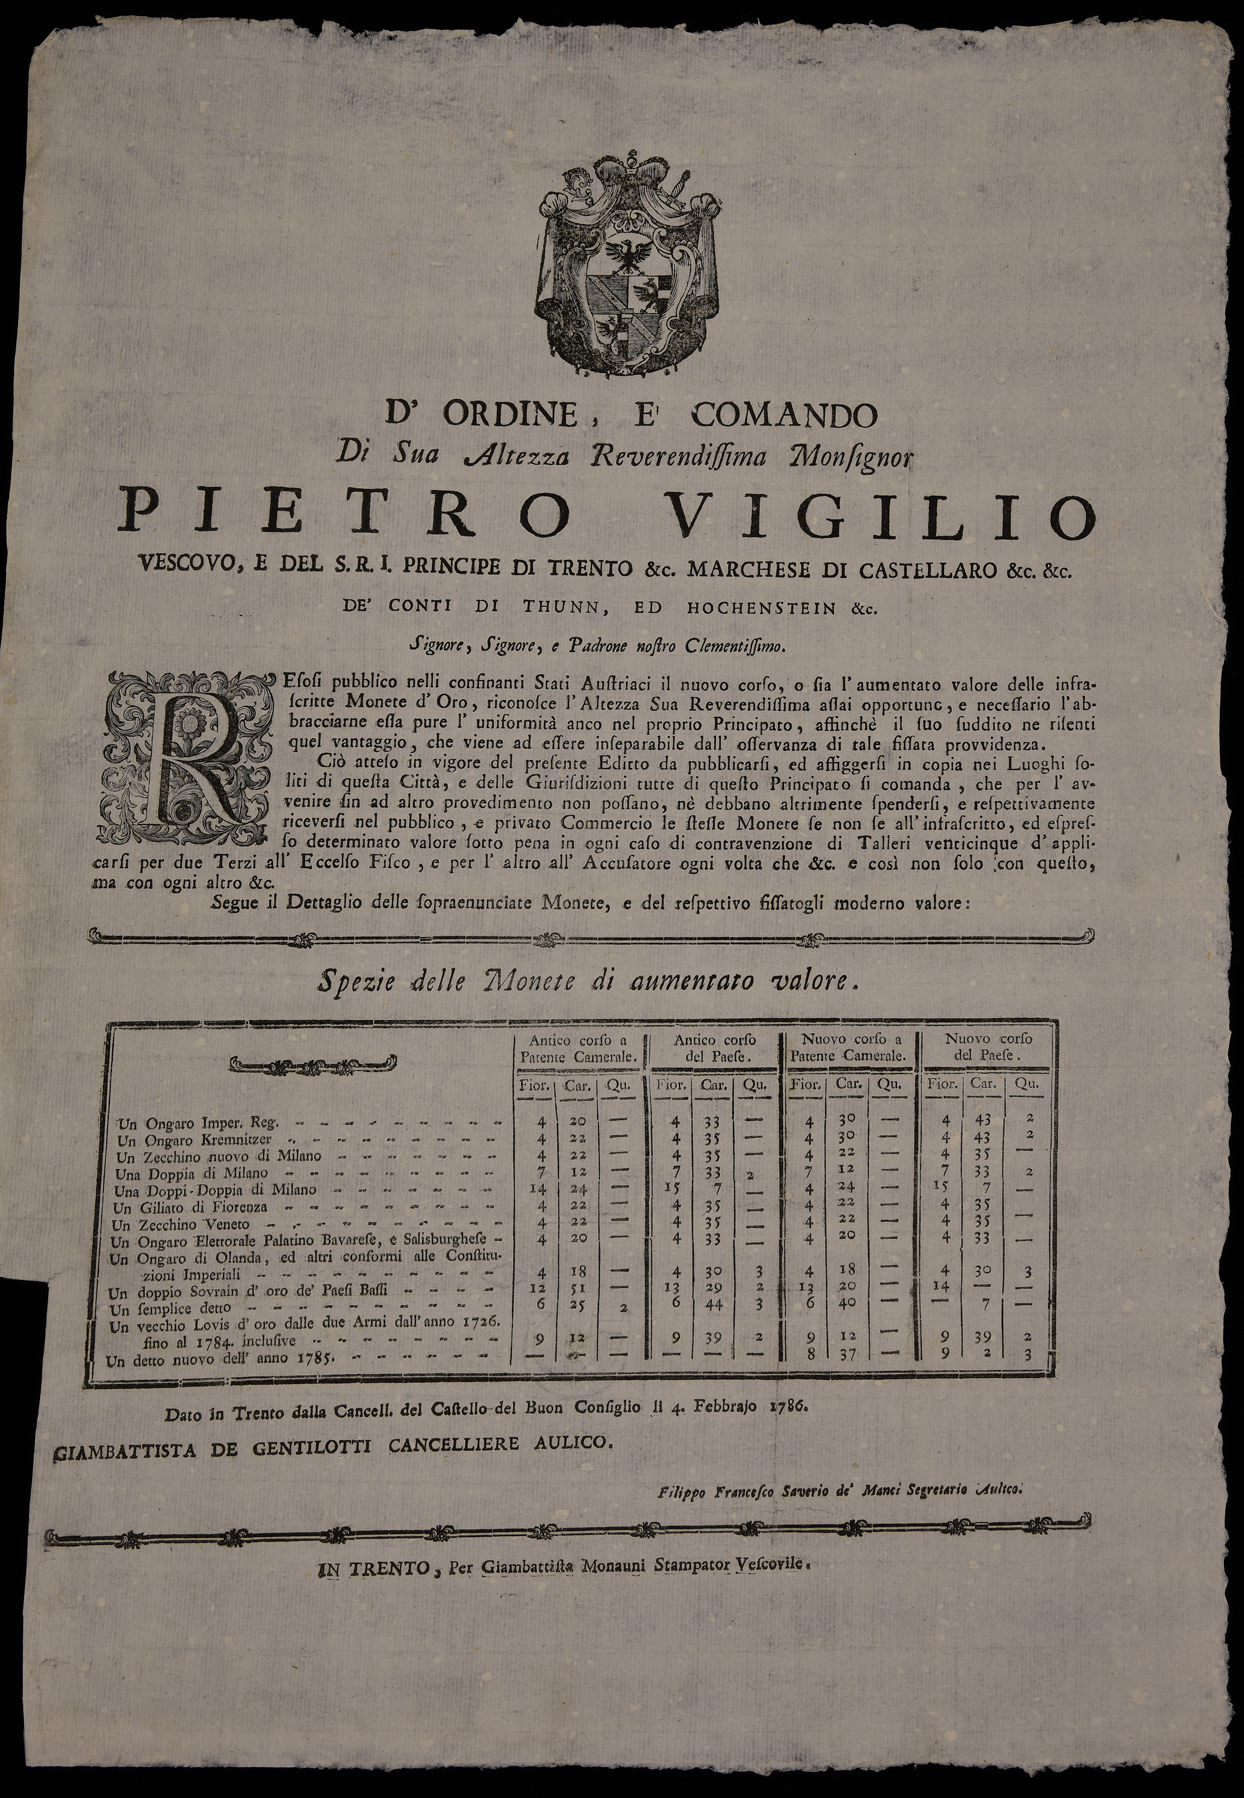 D' ORDINE, E' COMANDO
Di Sua Altezza Reverendiſſima Monſignor
PIETRO VIGILIO
VESCOVO, E DEL S. R. I. PRINCIPE DI TRENTO &c. MARCHESE DI CASTELLARO &c. &c.
DE' CONTI DI THUNN, ED HOCHENSTEIN &c.
Signore, Signore, e Padrone noſtro Clementiſſimo.
REſoſi pubblico nelli confinanti Stati Auſtriaci il nuovo corſo, o ſia l'aumentato valore delle infra-
ſcritte Monete d'Oro, riconoſce l'Altezza Sua Reverendiſſima aſſai opportuno, e neceſſario l'ab-
bracciarne eſſa pure l'uniformità anco nel proprio Principato, affinchè il ſuo ſuddito ne riſenti
quel vantaggio, che viene ad eſſere inſeparabile dall'oſſervanza di tale fiſſata provvidenza.
Ciò atteſo in vigore del preſente Editto da pubblicarſi, ed affiggerſi in copia nei Luoghi ſo-
liti di queſta Città, e delle Giuriſdizioni tutte di queſto Principato ſi comanda, che per l'av-
venire ſin ad altro provedimento non poſſano, nè debbano altrimente ſpenderſi, e reſpettivamente
riceverſi nel pubblico, e privato Commercio le ſteſſe Monete ſe non ſe all'infraſcritto, ed eſpreſ-
ſo determinato valore ſotto pena in ogni caſo di contravenzione di Talleri venticinque d'appli-
carſi per due Terzi all' Eccelſo Fiſco, e per l'altro all' Accuſatore ogni volta che &c. e così non ſolo con queſto,
ma con ogni altro &c.
Segue il Dettaglio delle ſopraenunciate Monete, e del reſpettivo fiſſatogli moderno valore:
Spezie delle Monete di aumentato valore.
Antico corſo a Antico corſo Nuovo corſo a Nuovo corſo
Patente Camerale. del Paeſe. Patente Camerale. del Paeſe.
Fior. Car. Qu. Fior. Car. Qu. Fior. Car. Qu. Fior. Car. Qu.
Un Ongaro Imper. Reg. 4 20 — 4 33 — 4 30 — 4 43 2
Un Ongaro Kremnitzer 4 22 — 4 35 — 4 30 — 4 43 2
Un Zecchino nuovo di Milano 4 22 — 4 35 — 4 22 — 4 35 —
Una Doppia di Milano 7 12 — 7 33 2 7 12 — 7 33 2
Una Doppi-Doppia di Milano 14 24 — 15 7 — 4 24 — 15 7 —
Un Giliato di Fiorenza 4 22 — 4 35 — 4 22 — 4 35 —
Un Zecchino Veneto 4 22 — 4 35 — 4 22 — 4 35 —
Un Ongaro Elettorale Palatino Bavareſe, e Salisburgheſe 4 20 — 4 33 — 4 20 — 4 33 —
Un Ongaro di Olanda, ed altri conformi alle Conſtitu-
zioni Imperiali 4 18 — 4 30 3 4 18 — 4 30 3
Un doppio Sovrain d'oro de' Paeſi Baſſi 12 51 — 13 29 2 13 20 — 14 — —
Un ſemplice detto 6 25 2 6 44 3 6 40 — — 7 —
Un vecchio Lovis d'oro dalle due Armi dall'anno 1726.
fino al 1784. incluſive 9 12 — 9 39 2 9 12 — 9 39 2
Un detto nuovo dell'anno 1785. — — — — — — 8 37 — 9 2 3
Dato in Trento dalla Cancell. del Caſtello del Buon Conſiglio li 4. Febbrajo 1786.
GIAMBATTISTA DE GENTILOTTI CANCELLIERE AULICO.
Filippo Franceſco Saverio de' Manci Segretario Aulico.
IN TRENTO, Per Giambattiſta Monauni Stampator Veſcovile.